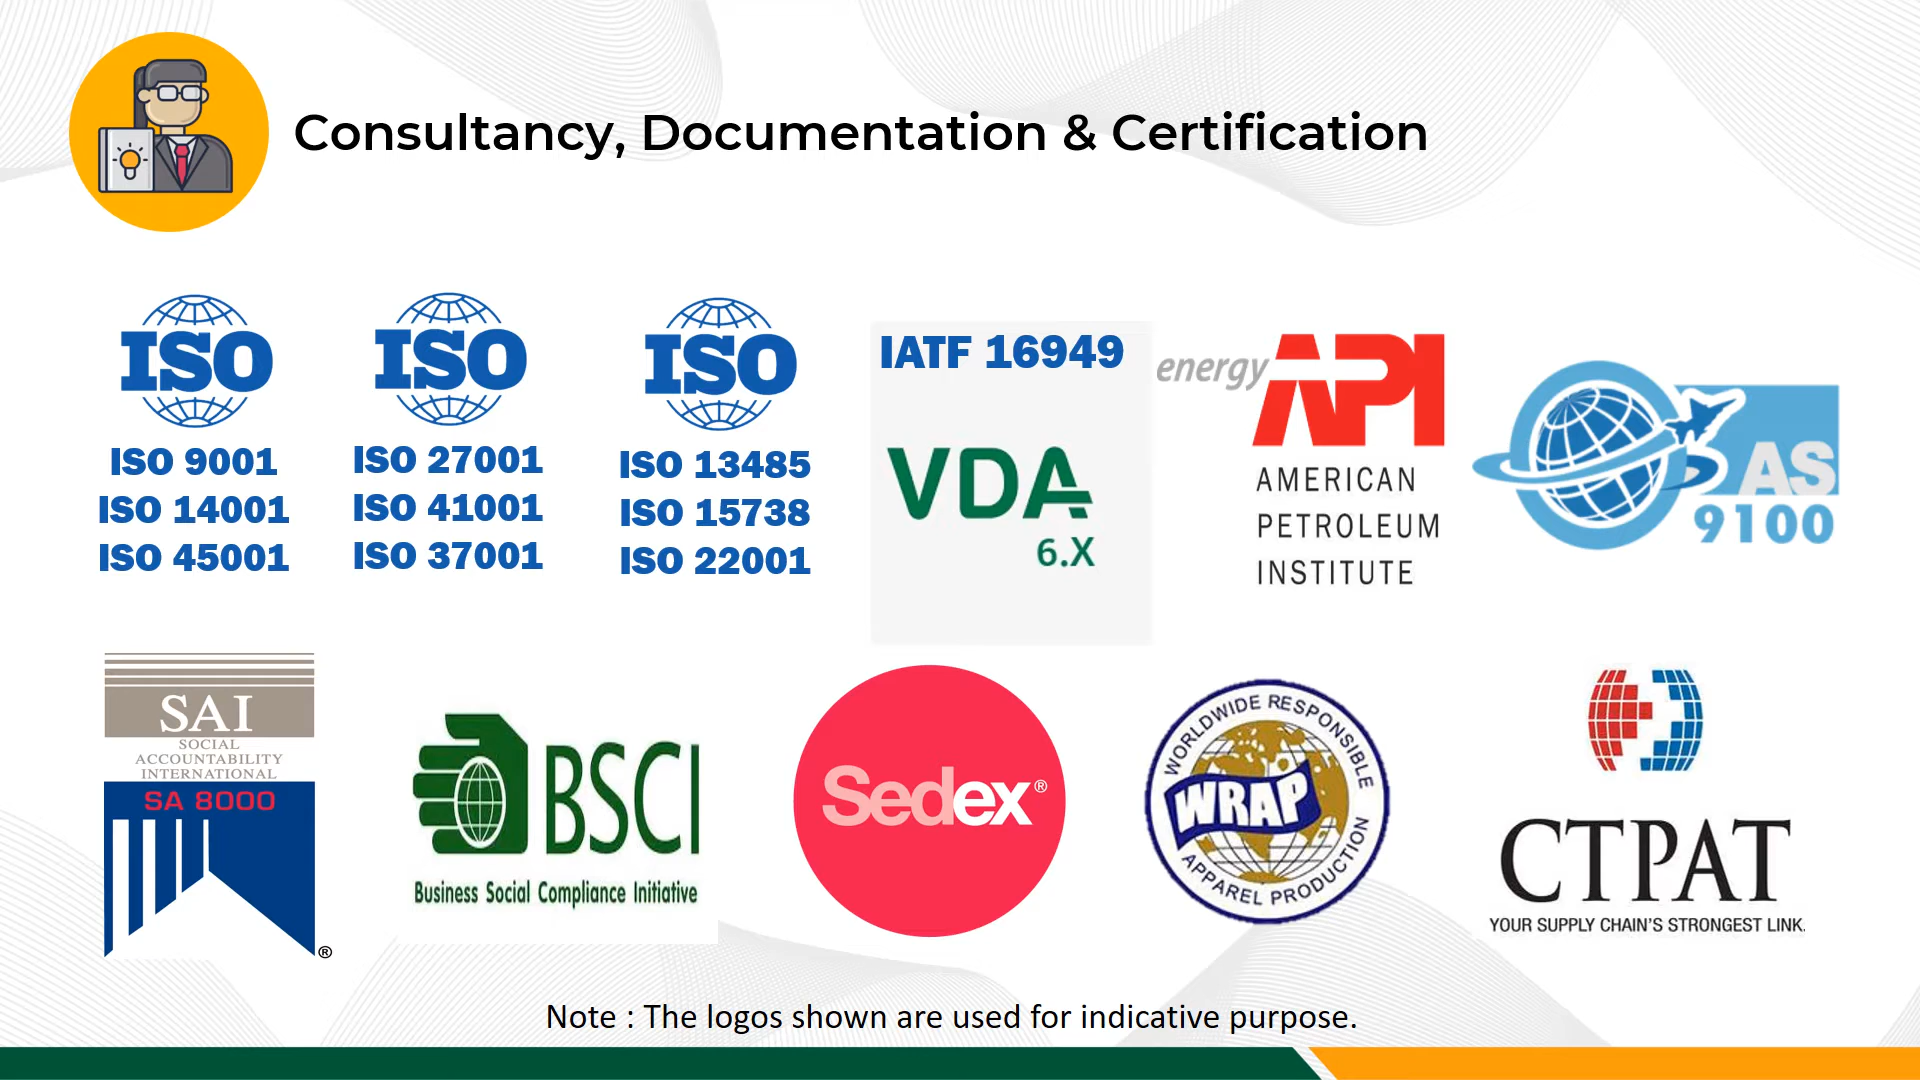 Consultancy, Documentation & Certification
ISO
ISO 9001
ISO 14001
ISO 45001
ISO
ISO 27001
ISO 41001
ISO 37001
ISO
ISO 13485
ISO 15738
ISO 22001
IATF 16949
VDA
6.X
energy API
AMERICAN
PETROLEUM
INSTITUTE
AS
9100
SAI
SOCIAL
ACCOUNTABILITY
INTERNATIONAL
SA 8000
®
BSCI
Business Social Compliance Initiative
Sedex®
WORLDWIDE RESPONSIBLE
WRAP
APPAREL PRODUCTION
CTPAT
YOUR SUPPLY CHAIN'S STRONGEST LINK.
Note : The logos shown are used for indicative purpose.